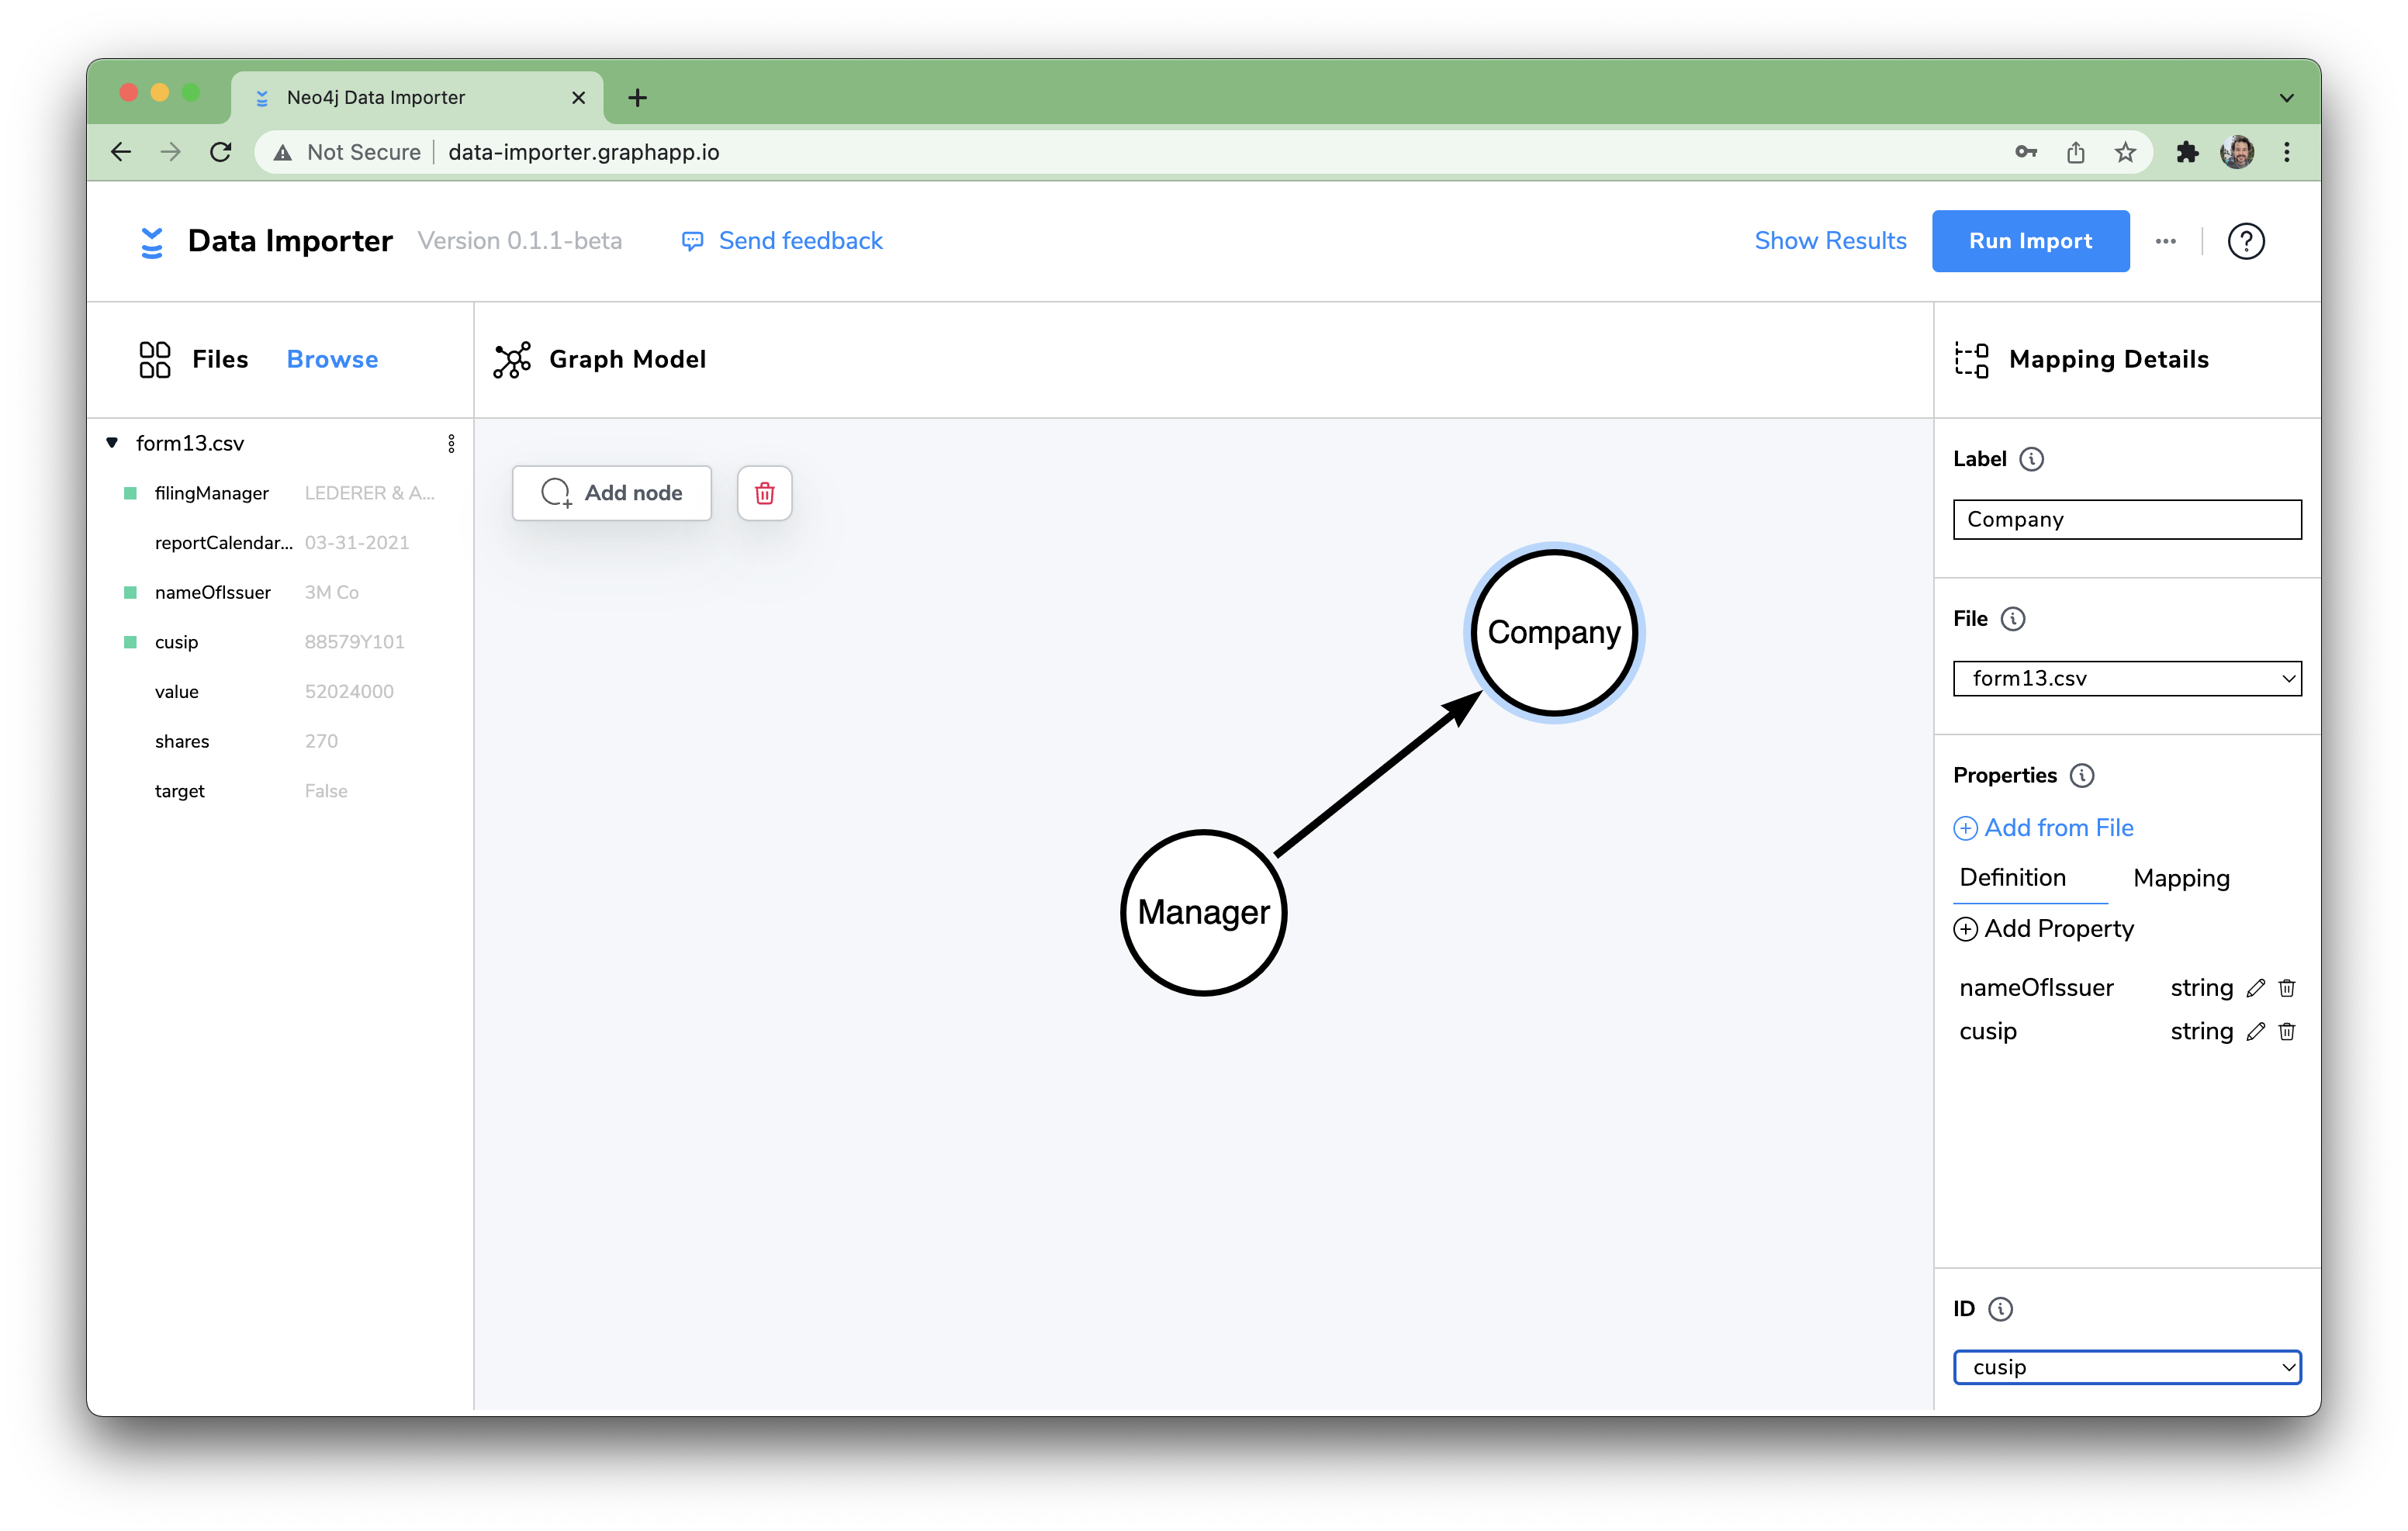 Neo4j Data Importer
Not Secure data-importer.graphapp.io
Data Importer Version 0.1.1-beta Send feedback Show Results Run Import
Files Browse
Graph Model
Mapping Details
form13.csv
filingManager LEDERER & A...
reportCalendar... 03-31-2021
nameOfIssuer 3M Co
cusip 88579Y101
value 52024000
shares 270
target False
Add node
Company
Manager
Label
Company
File
form13.csv
Properties
Add from File
Definition Mapping
Add Property
nameOfIssuer string
cusip string
ID
cusip